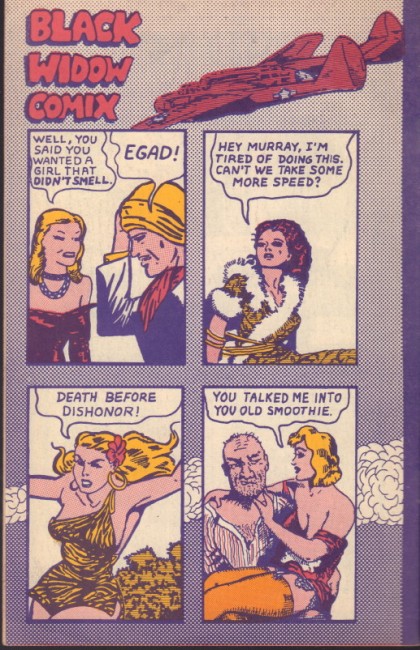 BLACK
WIDOW
COMIX
WELL, YOU
SAID YOU
WANTED A
GIRL THAT
DIDN'T SMELL.
EGAD!
HEY MURRAY, I'M
TIRED OF DOING THIS.
CAN'T WE TAKE SOME
MORE SPEED?
DEATH BEFORE
DISHONOR!
YOU TALKED ME INTO
YOU OLD SMOOTHIE.